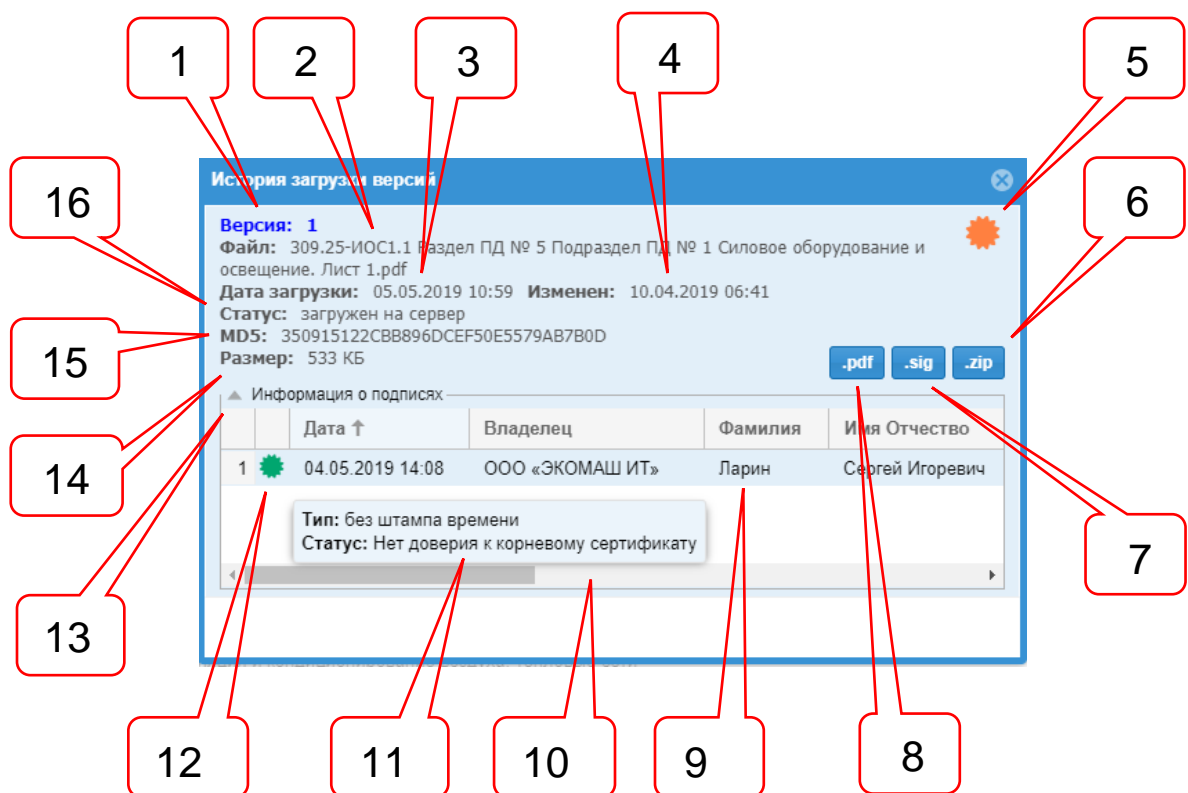 1 2 3 4 5
История загрузки версий
16
6
Версия: 1
Файл: 309.25-ИОС1.1 Раздел ПД № 5 Подраздел ПД № 1 Силовое оборудование и
освещение. Лист 1.pdf
Дата загрузки: 05.05.2019 10:59 Изменен: 10.04.2019 06:41
Статус: загружен на сервер
MD5: 350915122CBB896DCEF50E5579AB7B0D
15
Размер: 533 КБ
.pdf .sig .zip
Информация о подписях
Дата ↑ Владелец Фамилия Имя Отчество
14
1 04.05.2019 14:08 ООО «ЭКОМАШ ИТ» Ларин Сергей Игоревич
Тип: без штампа времени
Статус: Нет доверия к корневому сертификату
7
13
12 11 10 9 8